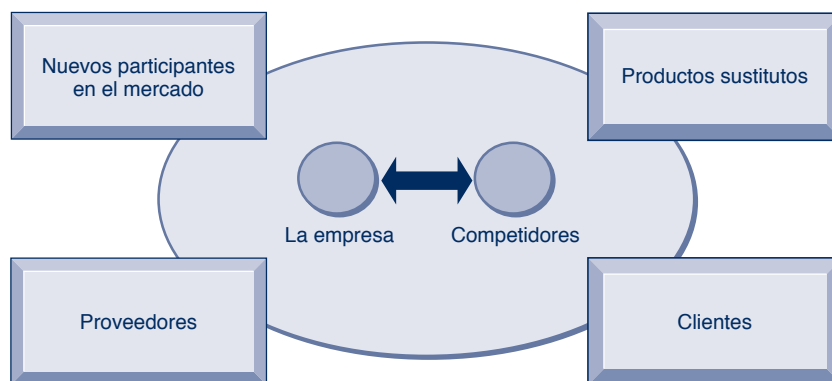 Nuevos participantes
en el mercado
Productos sustitutos
La empresa
Competidores
Proveedores
Clientes